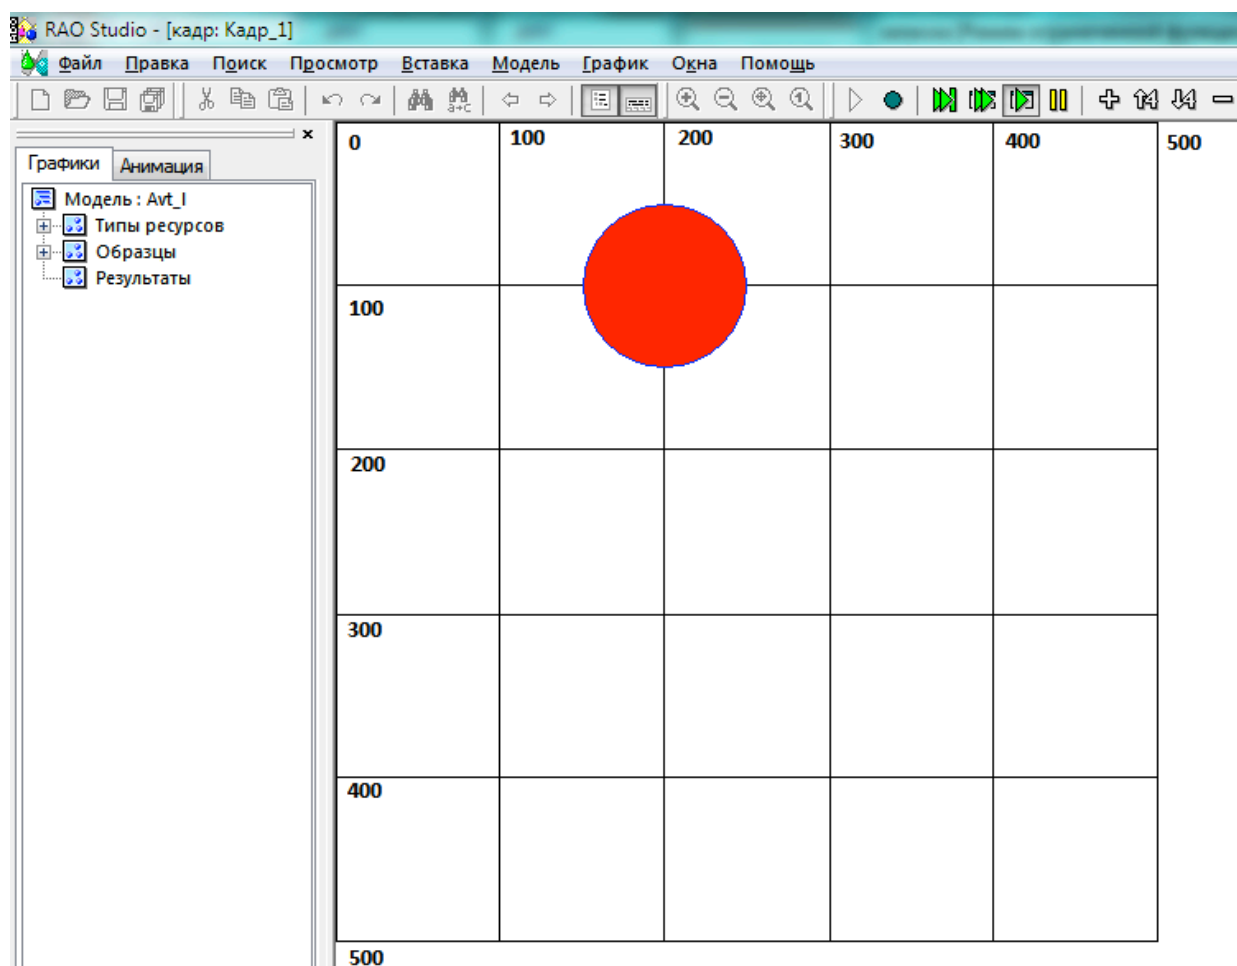 RAO Studio - [кадр: Кадр_1]
Файл Правка Поиск Просмотр Вставка Модель График Окна Помощь
Графики Анимация
Модель : Avt_I
Типы ресурсов
Образцы
Результаты
0 100 200 300 400 500
100
200
300
400
500